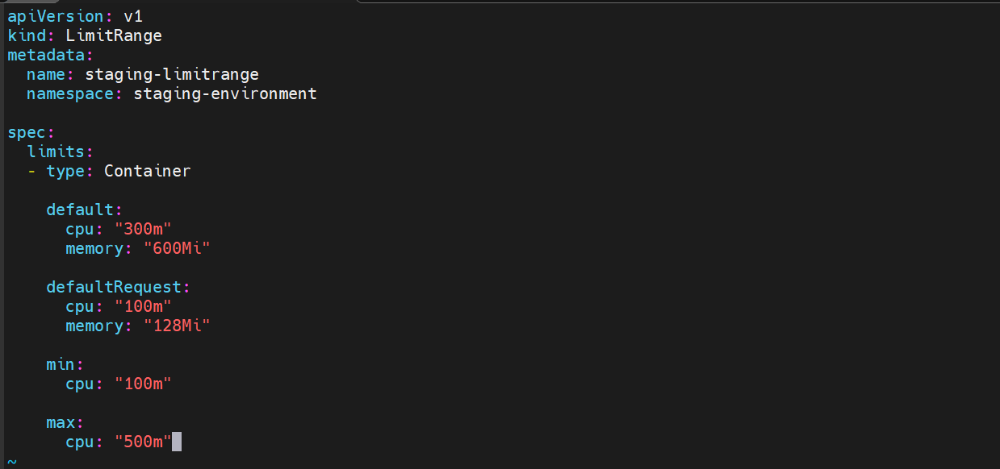 apiVersion: v1
kind: LimitRange
metadata:
  name: staging-limitrange
  namespace: staging-environment

spec:
  limits:
  - type: Container

    default:
      cpu: "300m"
      memory: "600Mi"

    defaultRequest:
      cpu: "100m"
      memory: "128Mi"

    min:
      cpu: "100m"

    max:
      cpu: "500m"
~